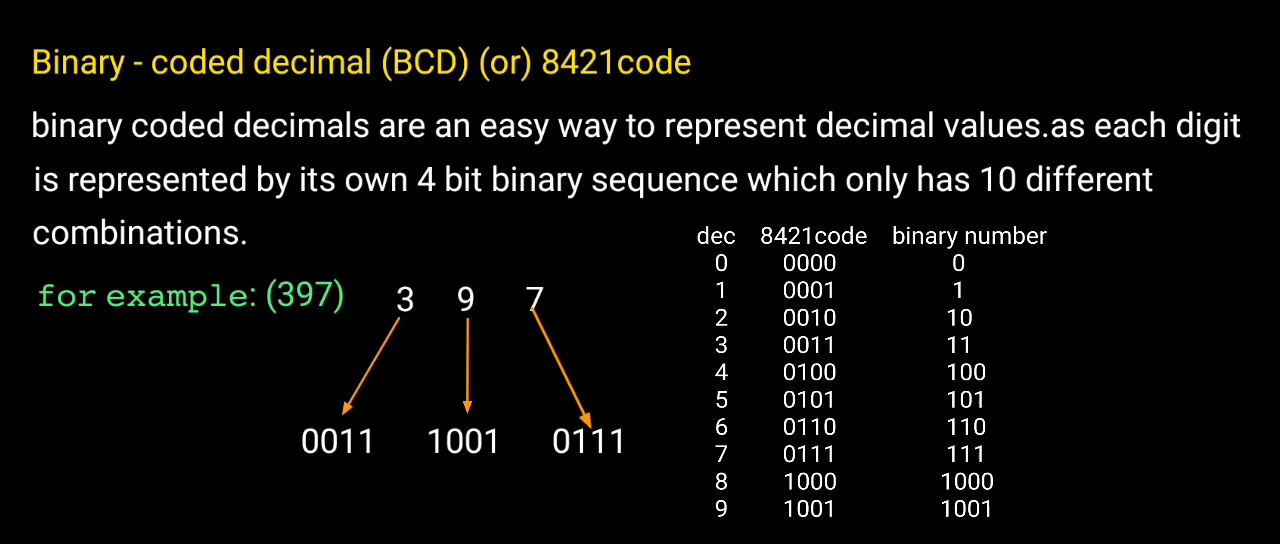 Binary - coded decimal (BCD) (or) 8421code
binary coded decimals are an easy way to represent decimal values.as each digit
is represented by its own 4 bit binary sequence which only has 10 different
combinations.
for example: (397) 3 9 7
0011 1001 0111
dec 8421code binary number
0 0000 0
1 0001 1
2 0010 10
3 0011 11
4 0100 100
5 0101 101
6 0110 110
7 0111 111
8 1000 1000
9 1001 1001